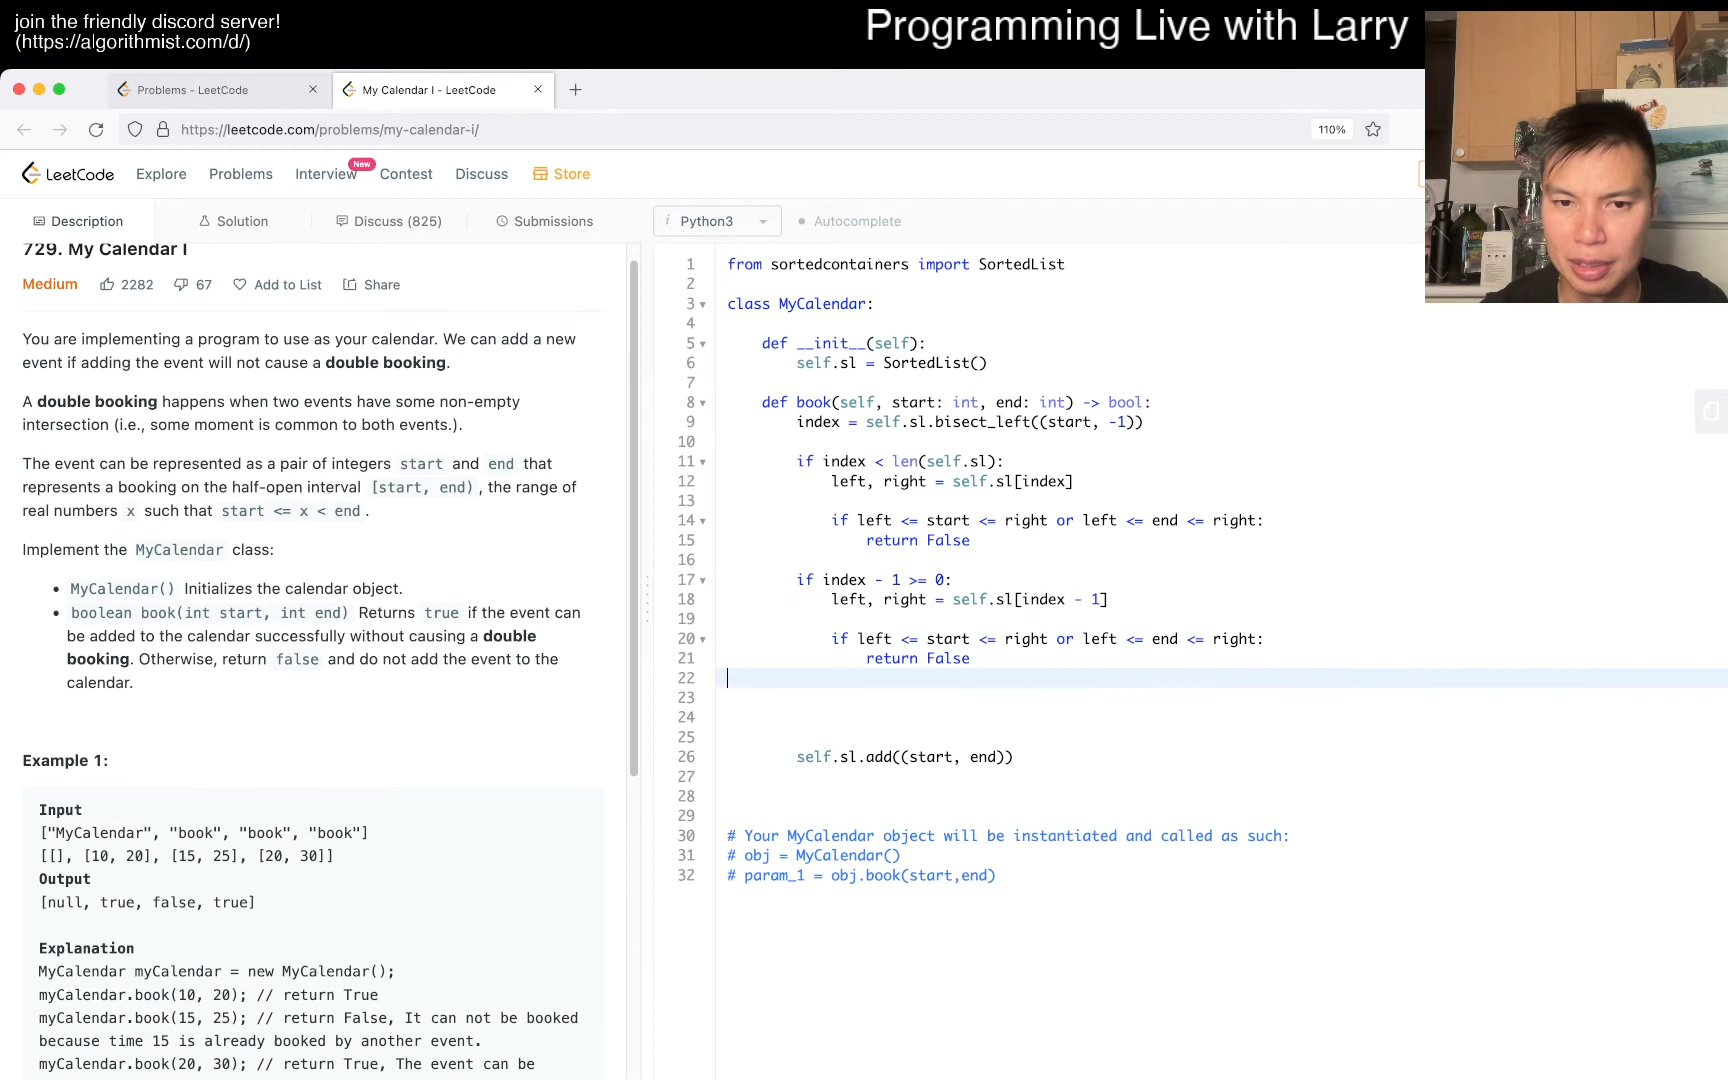 join the friendly discord server!
(https://algorithmist.com/d/)
Programming Live with Larry
Problems - LeetCode
My Calendar I - LeetCode
https://leetcode.com/problems/my-calendar-i/
110%
LeetCode
Explore
Problems
Interview
New
Contest
Discuss
Store
Description
Solution
Discuss (825)
Submissions
i Python3
Autocomplete
729. My Calendar I
Medium
2282
67
Add to List
Share
You are implementing a program to use as your calendar. We can add a new
event if adding the event will not cause a double booking.
A double booking happens when two events have some non-empty
intersection (i.e., some moment is common to both events.).
The event can be represented as a pair of integers start and end that
represents a booking on the half-open interval [start, end), the range of
real numbers x such that start <= x < end.
Implement the MyCalendar class:
• MyCalendar() Initializes the calendar object.
• boolean book(int start, int end) Returns true if the event can
be added to the calendar successfully without causing a double
booking. Otherwise, return false and do not add the event to the
calendar.
Example 1:
Input
["MyCalendar", "book", "book", "book"]
[[], [10, 20], [15, 25], [20, 30]]
Output
[null, true, false, true]
Explanation
MyCalendar myCalendar = new MyCalendar();
myCalendar.book(10, 20); // return True
myCalendar.book(15, 25); // return False, It can not be booked
because time 15 is already booked by another event.
myCalendar.book(20, 30); // return True, The event can be
1 from sortedcontainers import SortedList
2
3 class MyCalendar:
4
5     def __init__(self):
6         self.sl = SortedList()
7
8     def book(self, start: int, end: int) -> bool:
9         index = self.sl.bisect_left((start, -1))
10
11         if index < len(self.sl):
12             left, right = self.sl[index]
13
14             if left <= start <= right or left <= end <= right:
15                 return False
16
17         if index - 1 >= 0:
18             left, right = self.sl[index - 1]
19
20             if left <= start <= right or left <= end <= right:
21                 return False
22
23
24
25
26         self.sl.add((start, end))
27
28
29
30 # Your MyCalendar object will be instantiated and called as such:
31 # obj = MyCalendar()
32 # param_1 = obj.book(start,end)